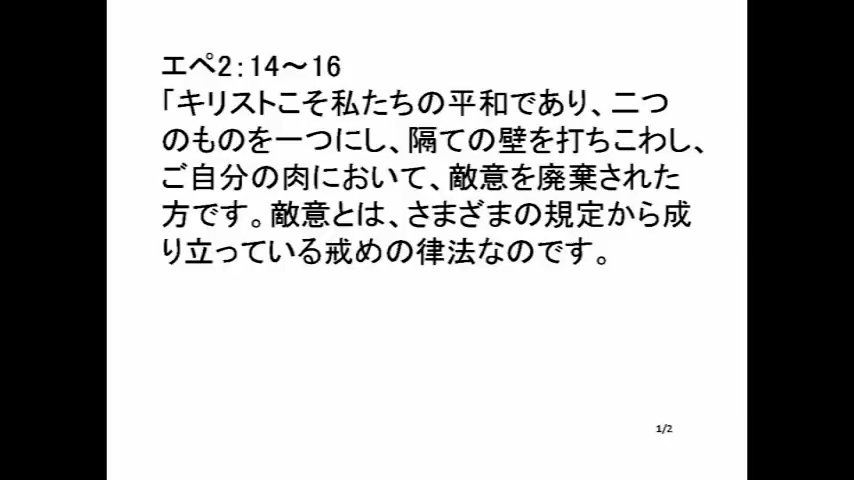 エペ2：14～16
「キリストこそ私たちの平和であり、二つ
のものを一つにし、隔ての壁を打ちこわし、
ご自分の肉において、敵意を廃棄された
方です。敵意とは、さまざまの規定から成
り立っている戒めの律法なのです。
1/2